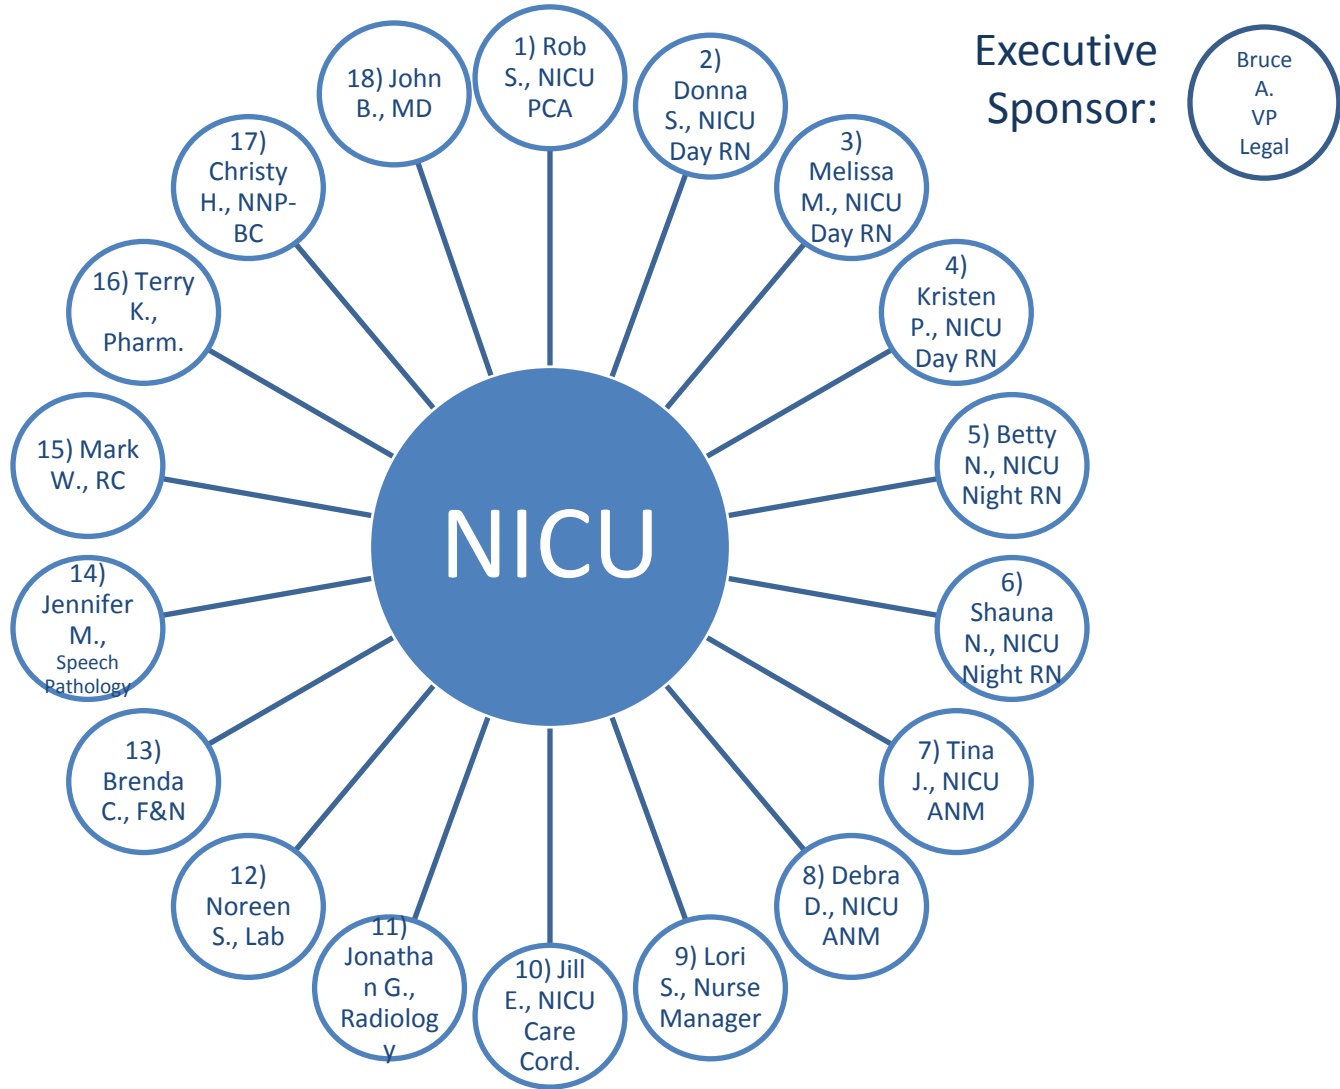 1) Rob
S., NICU
PCA
2)
Donna
S., NICU
Day RN
3)
Melissa
M., NICU
Day RN
4)
Kristen
P., NICU
Day RN
5) Betty
N., NICU
Night RN
6)
Shauna
N., NICU
Night RN
7) Tina
J., NICU
ANM
8) Debra
D., NICU
ANM
9) Lori
S., Nurse
Manager
10) Jill
E., NICU
Care
Cord.
11)
Jonatha
n G.,
Radiolog
y
12)
Noreen
S., Lab
13)
Brenda
C., F&N
14)
Jennifer
M.,
Speech
Pathology
15) Mark
W., RC
16) Terry
K.,
Pharm.
17)
Christy
H., NNP-
BC
18) John
B., MD
NICU
Executive
Sponsor:
Bruce
A.
VP
Legal